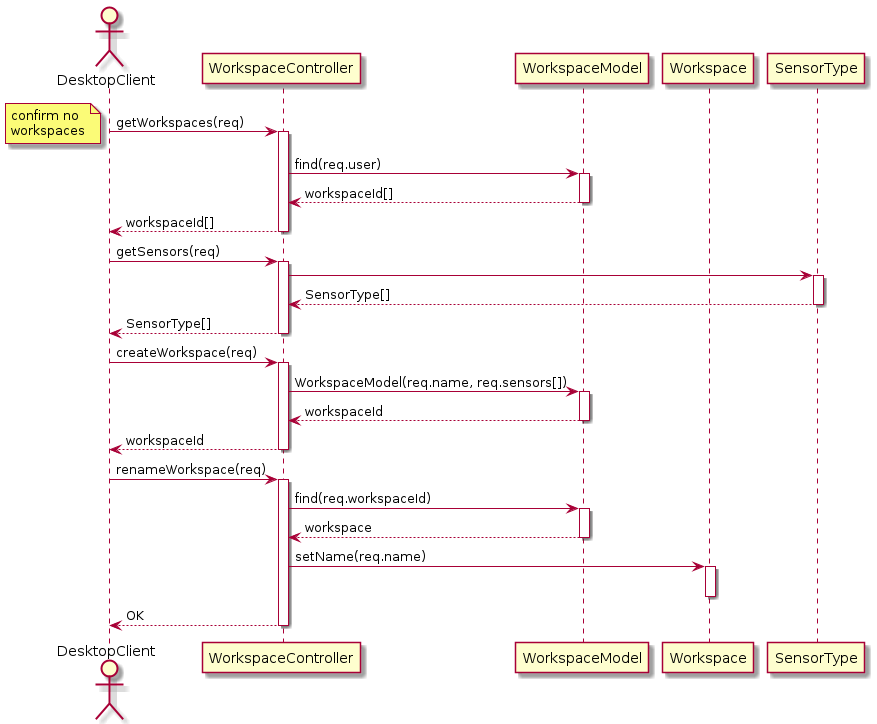 DesktopClient
WorkspaceController
WorkspaceModel
Workspace
SensorType
confirm no
workspaces
getWorkspaces(req)
find(req.user)
workspaceId[]
workspaceId[]
getSensors(req)
SensorType[]
SensorType[]
createWorkspace(req)
WorkspaceModel(req.name, req.sensors[])
workspaceId
workspaceId
renameWorkspace(req)
find(req.workspaceId)
workspace
setName(req.name)
OK
DesktopClient
WorkspaceController
WorkspaceModel
Workspace
SensorType